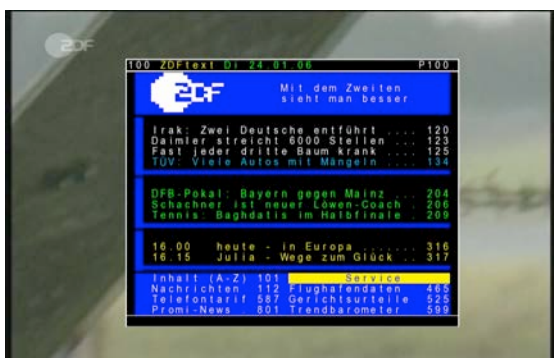 ZDF
100 ZDFtext Di 24.01.06 P100
ZDF Mit dem Zweiten
sieht man besser
Irak: Zwei Deutsche entführt .... 120
Daimler streicht 6000 Stellen ... 123
Fast jeder dritte Baum krank .... 125
TÜV: Viele Autos mit Mängeln .... 134
DFB-Pokal: Bayern gegen Mainz ... 204
Schachner ist neuer Löwen-Coach . 206
Tennis: Baghdatis im Halbfinale . 209
16.00 heute - in Europa ........ 316
16.15 Julia - Wege zum Glück .. 317
Inhalt (A-Z) 101 Service
Nachrichten 112 Flughafendaten 465
Telefontarif 587 Gerichtsurteile 525
Promi-News . 801 Trendbarometer 599